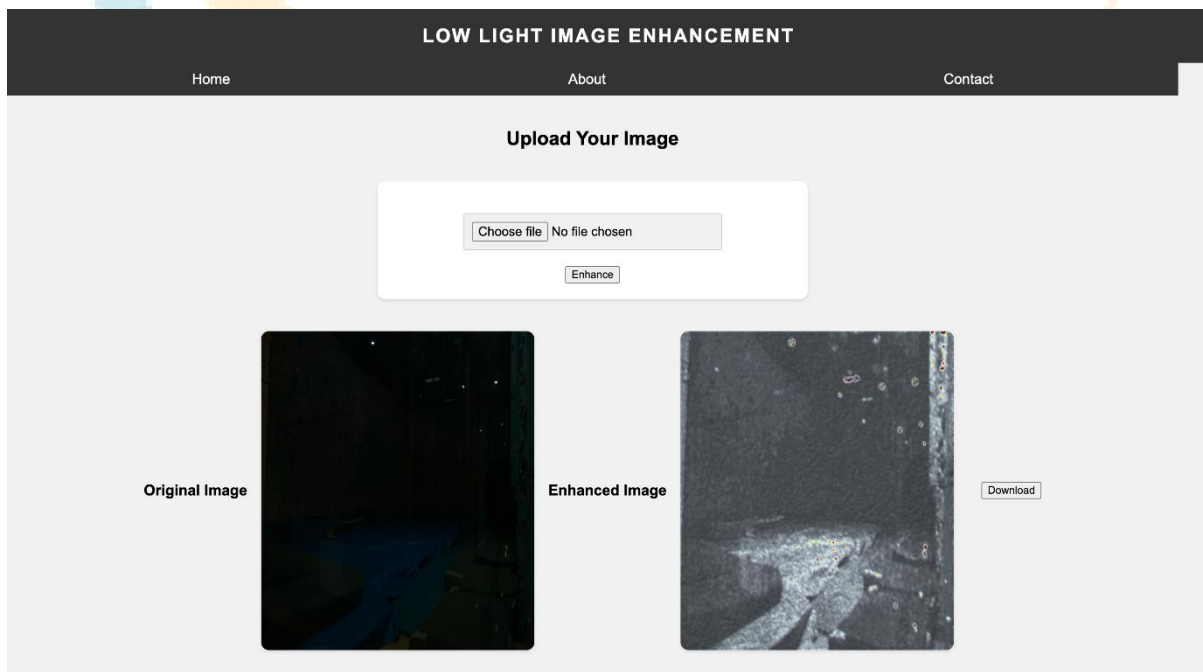 LOW LIGHT IMAGE ENHANCEMENT
Home About Contact
Upload Your Image
Choose file No file chosen
Enhance
Original Image Enhanced Image Download